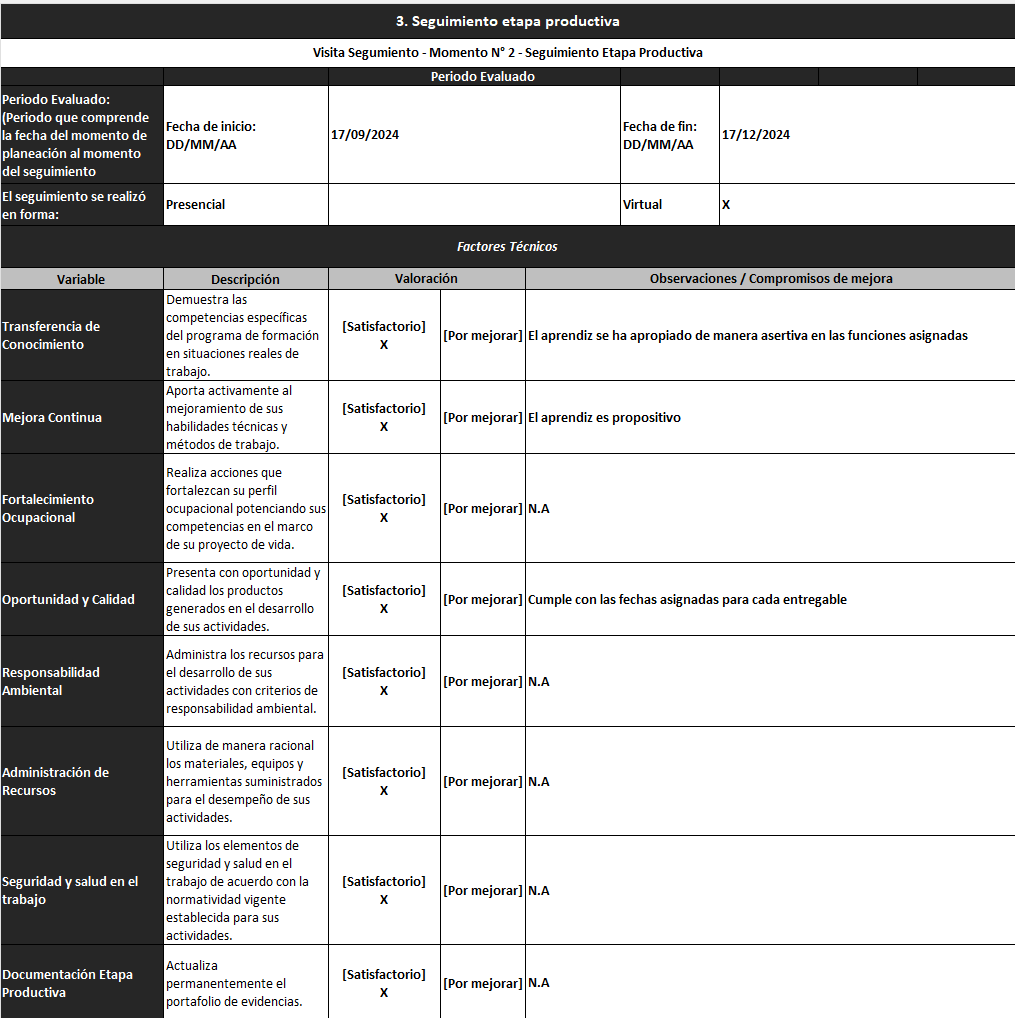 3. Seguimiento etapa productiva
Visita Segumiento - Momento N° 2 - Seguimiento Etapa Productiva
Periodo Evaluado
Periodo Evaluado:
(Periodo que comprende
la fecha del momento de
planeación al momento
del seguimiento
Fecha de inicio:
DD/MM/AA
17/09/2024
Fecha de fin:
DD/MM/AA
17/12/2024
El seguimiento se realizó
en forma:
Presencial
Virtual
X
Factores Técnicos
Variable
Descripción
Valoración
Observaciones / Compromisos de mejora
Transferencia de
Conocimiento
Demuestra las
competencias específicas
del programa de formación
en situaciones reales de
trabajo.
[Satisfactorio]
X
[Por mejorar]
El aprendiz se ha apropiado de manera asertiva en las funciones asignadas
Mejora Continua
Aporta activamente al
mejoramiento de sus
habilidades técnicas y
métodos de trabajo.
[Satisfactorio]
X
[Por mejorar]
El aprendiz es propositivo
Fortalecimiento
Ocupacional
Realiza acciones que
fortalezcan su perfil
ocupacional potenciando sus
competencias en el marco
de su proyecto de vida.
[Satisfactorio]
X
[Por mejorar]
N.A
Oportunidad y Calidad
Presenta con oportunidad y
calidad los productos
generados en el desarrollo
de sus actividades.
[Satisfactorio]
X
[Por mejorar]
Cumple con las fechas asignadas para cada entregable
Responsabilidad
Ambiental
Administra los recursos para
el desarrollo de sus
actividades con criterios de
responsabilidad ambiental.
[Satisfactorio]
X
[Por mejorar]
N.A
Administración de
Recursos
Utiliza de manera racional
los materiales, equipos y
herramientas suministrados
para el desempeño de sus
actividades.
[Satisfactorio]
X
[Por mejorar]
N.A
Seguridad y salud en el
trabajo
Utiliza los elementos de
seguridad y salud en el
trabajo de acuerdo con la
normatividad vigente
establecida para sus
actividades.
[Satisfactorio]
X
[Por mejorar]
N.A
Documentación Etapa
Productiva
Actualiza
permanentemente el
portafolio de evidencias.
[Satisfactorio]
X
[Por mejorar]
N.A